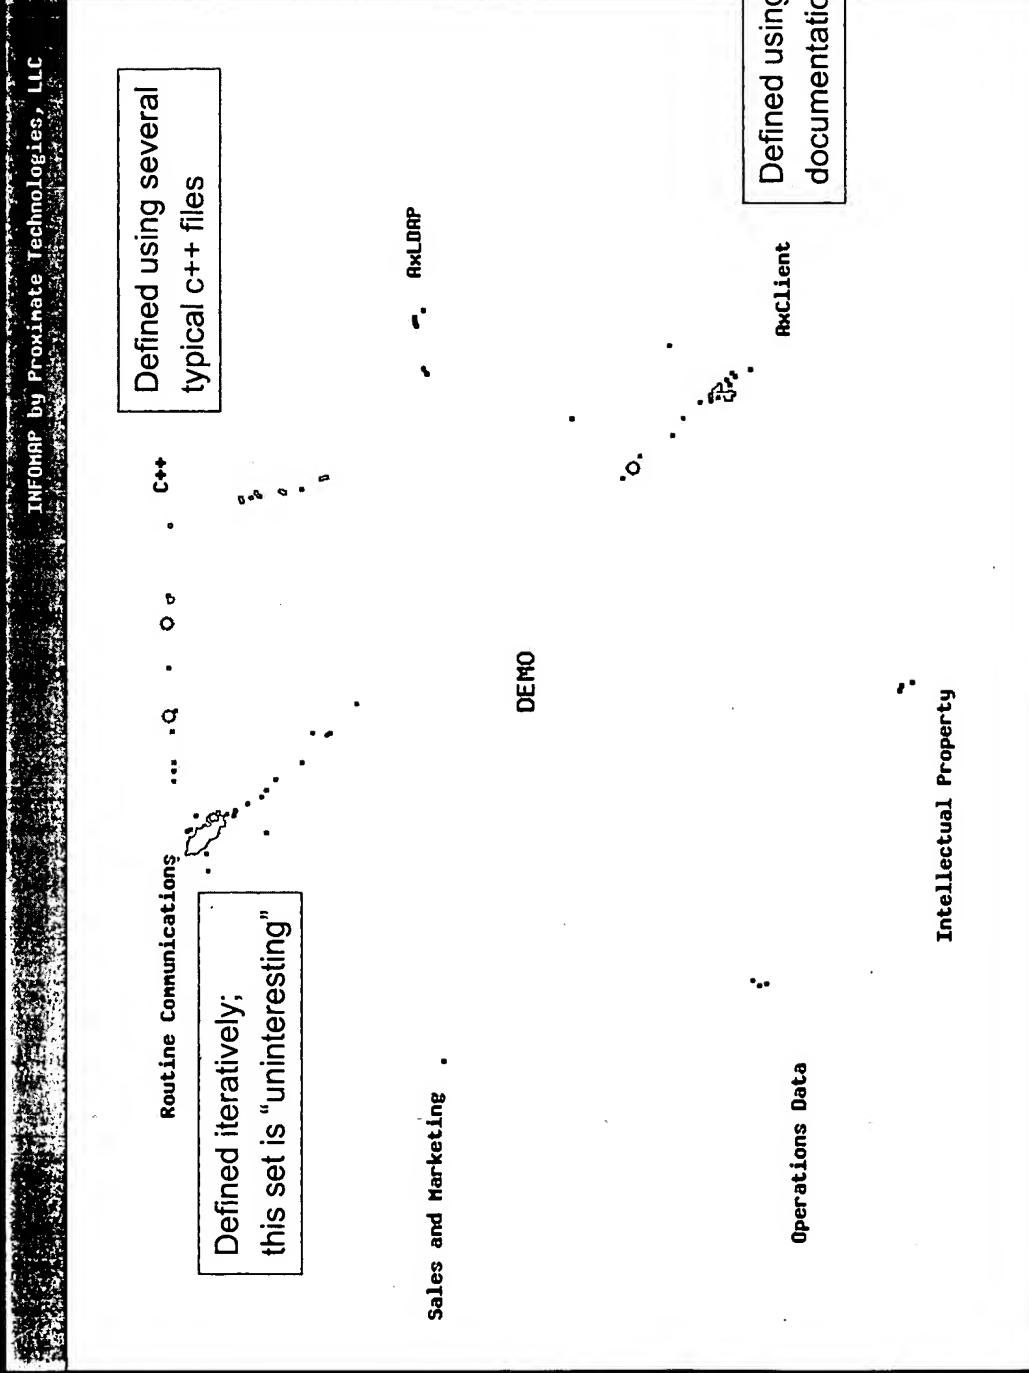 INFOMAP by Proximate Technologies, LLC
Defined using several
typical c++ files
C++
Routine Communications
Defined iteratively;
this set is "uninteresting"
AxLDAP
Sales and Marketing
DEMO
Defined using
AxClient
Operations Data
Intellectual Property